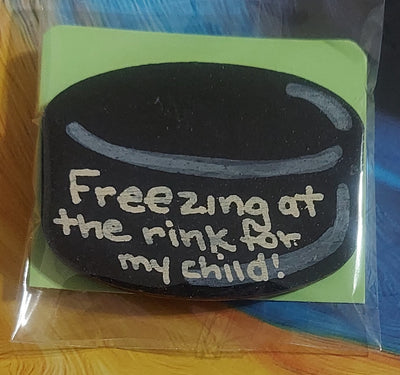 Freezing at
the rink for
my child!